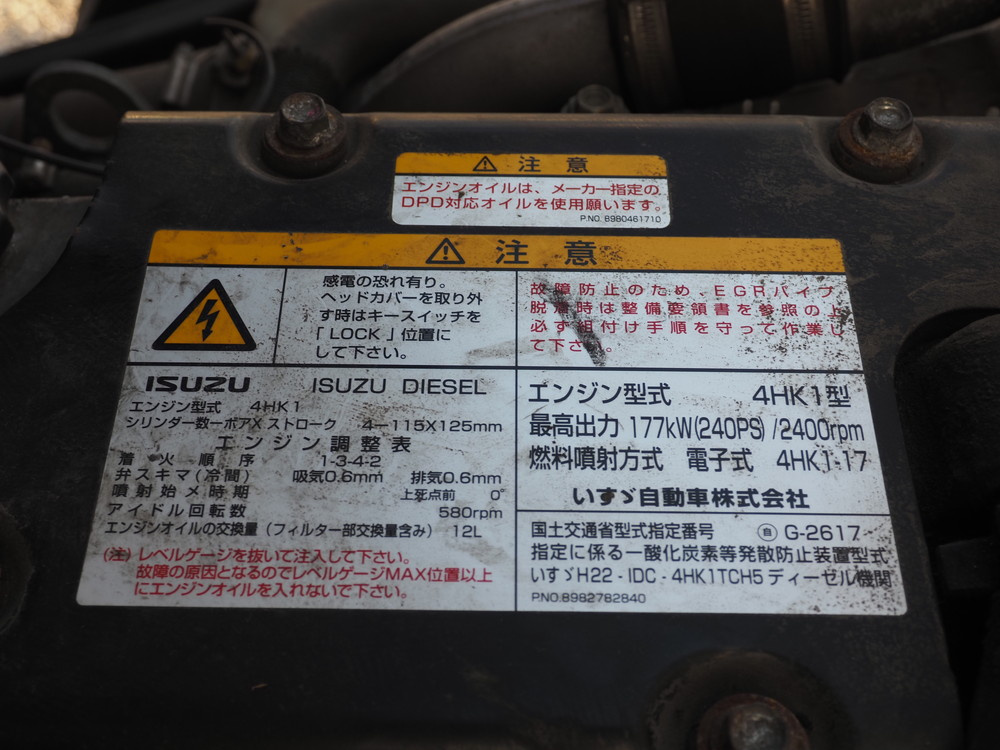 ⚠ 注 意
エンジンオイルは、メーカー指定の
DPD対応オイルを使用願います。
P.NO. 8980461710
⚠ 注 意
感電の恐れ有り。
ヘッドカバーを取り外
す時はキースイッチを
「LOCK」位置に
して下さい。
故障防止のため、EGRパイプ
脱着時は整備要領書を参照の上
必ず組付け手順を守って作業し
て下さい。
ISUZU ISUZU DIESEL
エンジン型式 4HK1
シリンダー数ーボアX ストローク 4ー115X125mm
エンジン調整表
着火順序 1-3-4-2
弁スキマ(冷間) 吸気0.6mm 排気0.6mm
噴射始メ時期 上死点前 0°
アイドル回転数 580rpm
エンジンオイルの交換量(フィルター部交換量含み) 12L
(注) レベルゲージを抜いて注入して下さい。
故障の原因となるのでレベルゲージMAX位置以上
にエンジンオイルを入れないで下さい。
エンジン型式 4HK1型
最高出力 177kW(240PS)/2400rpm
燃料噴射方式 電子式 4HK1-17
いすゞ自動車株式会社
国土交通省型式指定番号 ㊀自 G-2617
指定に係る一酸化炭素等発散防止装置型式
いすゞH22-IDC-4HK1TCH5 ディーゼル機関
P.NO.8982782840